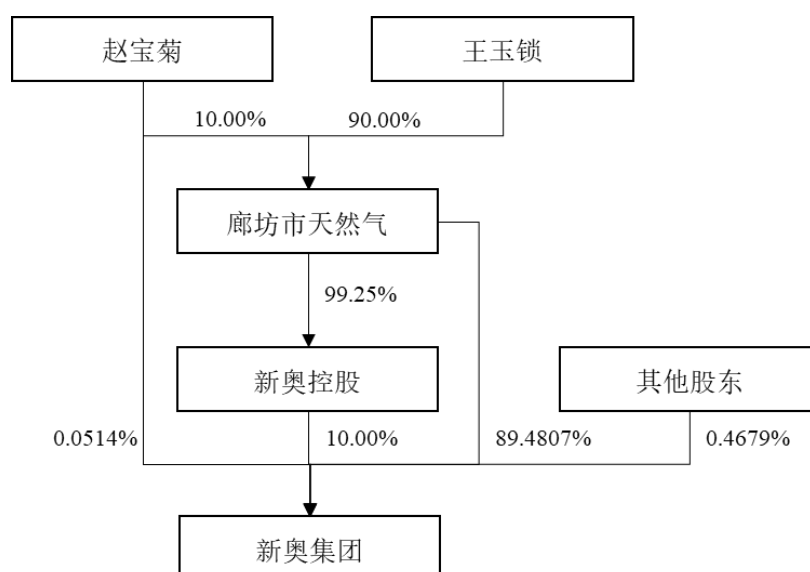 赵宝菊
王玉锁
10.00%
90.00%
廊坊市天然气
99.25%
新奥控股
其他股东
0.0514%
10.00%
89.4807%
0.4679%
新奥集团